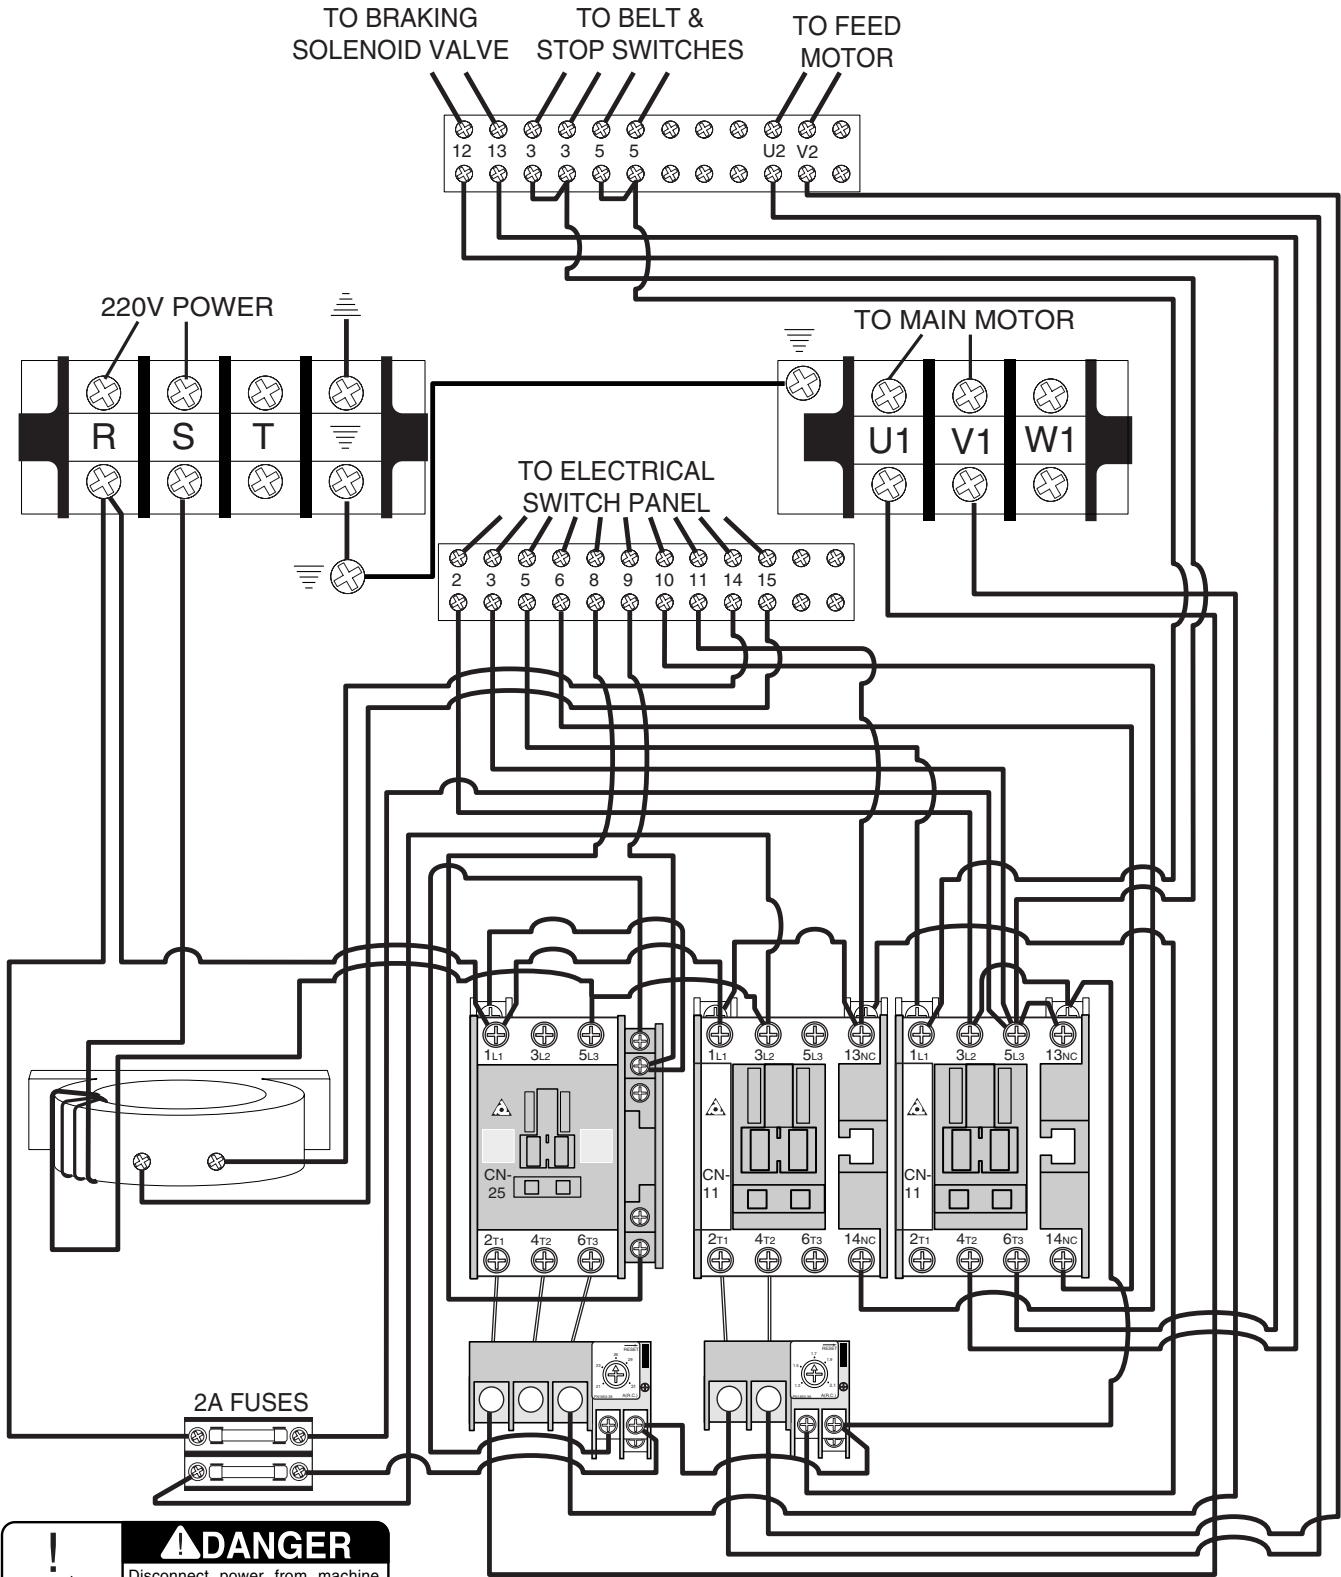 TO BRAKING
SOLENOID VALVE
TO BELT &
STOP SWITCHES
TO FEED
MOTOR
12 13 3 3 5 5 U2 V2
220V POWER
TO MAIN MOTOR
R S T
U1 V1 W1
TO ELECTRICAL
SWITCH PANEL
2 3 5 6 8 9 10 11 14 15
1L1 3L2 5L3
1L1 3L2 5L3 13NC
1L1 3L2 5L3 13NC
CN-
25
CN-
11
CN-
11
2T1 4T2 6T3
2T1 4T2 6T3 14NC
2T1 4T2 6T3 14NC
RESET
RESET
2A FUSES
! DANGER
Disconnect power from machine